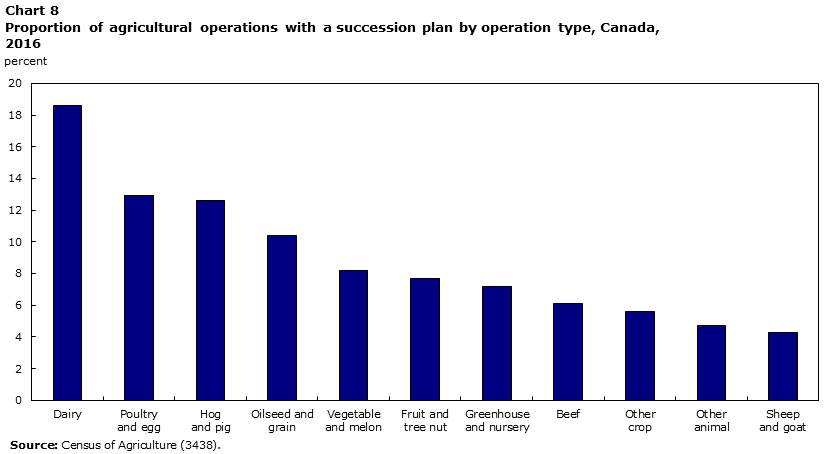 Chart 8
Proportion of agricultural operations with a succession plan by operation type, Canada,
2016
percent
20
18
16
14
12
10
8
6
4
2
0
Dairy
Poultry
and egg
Hog
and pig
Oilseed and
grain
Vegetable
and melon
Fruit and
tree nut
Greenhouse
and nursery
Beef
Other
crop
Other
animal
Sheep
and goat
Source: Census of Agriculture (3438).